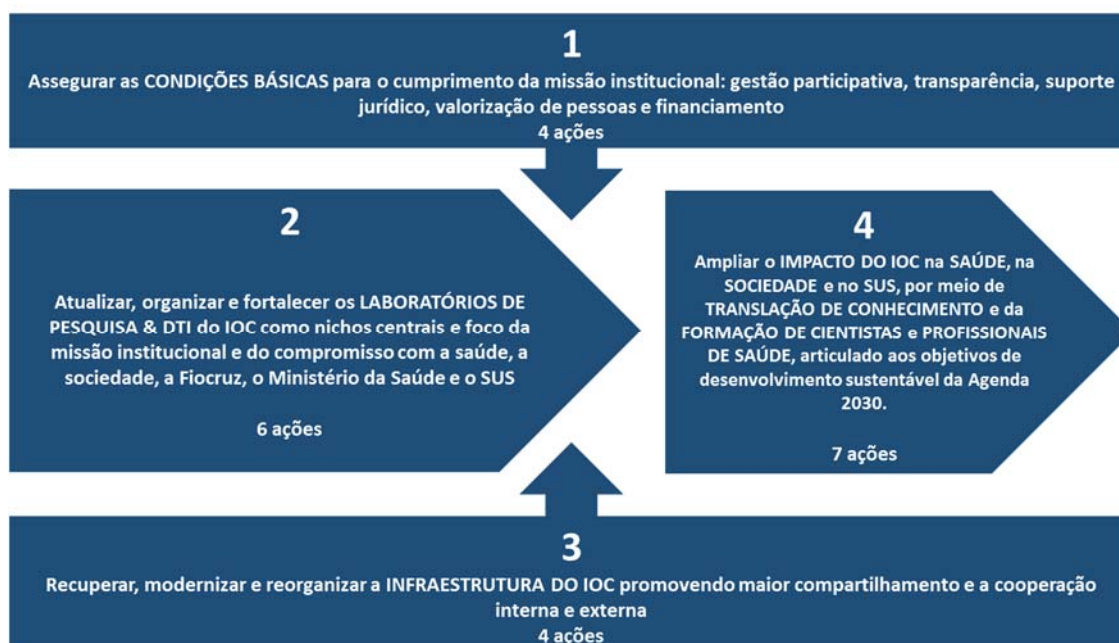 1
Assegurar as CONDIÇÕES BÁSICAS para o cumprimento da missão institucional: gestão participativa, transparência, suporte
jurídico, valorização de pessoas e financiamento
4 ações
2
Atualizar, organizar e fortalecer os LABORATÓRIOS DE
PESQUISA & DTI do IOC como nichos centrais e foco da
missão institucional e do compromisso com a saúde, a
sociedade, a Fiocruz, o Ministério da Saúde e o SUS
6 ações
4
Ampliar o IMPACTO DO IOC na SAÚDE, na
SOCIEDADE e no SUS, por meio de
TRANSLAÇÃO DE CONHECIMENTO e da
FORMAÇÃO DE CIENTISTAS e PROFISSIONAIS
DE SAÚDE, articulado aos objetivos de
desenvolvimento sustentável da Agenda
2030.
7 ações
3
Recuperar, modernizar e reorganizar a INFRAESTRUTURA DO IOC promovendo maior compartilhamento e a cooperação
interna e externa
4 ações